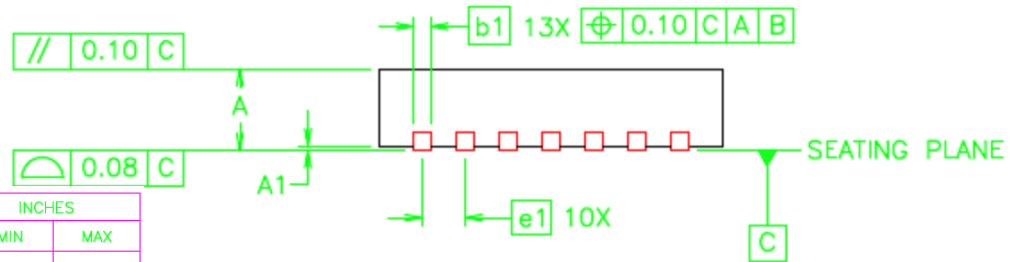 b1 13X ⌖ 0.10 C A B
// 0.10 C
A
SEATING PLANE
⌓ 0.08 C
A1
e1 10X
C
INCHES
MIN MAX